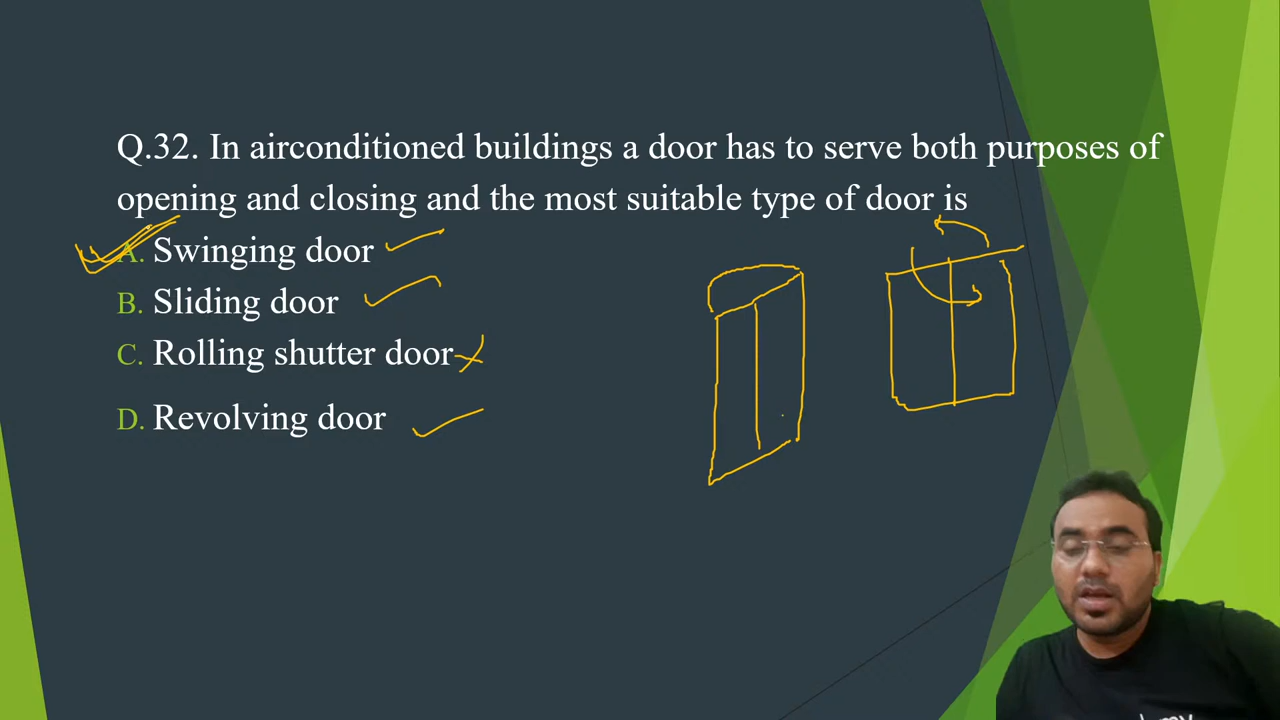 Q.32. In airconditioned buildings a door has to serve both purposes of
opening and closing and the most suitable type of door is
A. Swinging door
B. Sliding door
C. Rolling shutter door
D. Revolving door